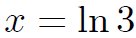 x = ln 3